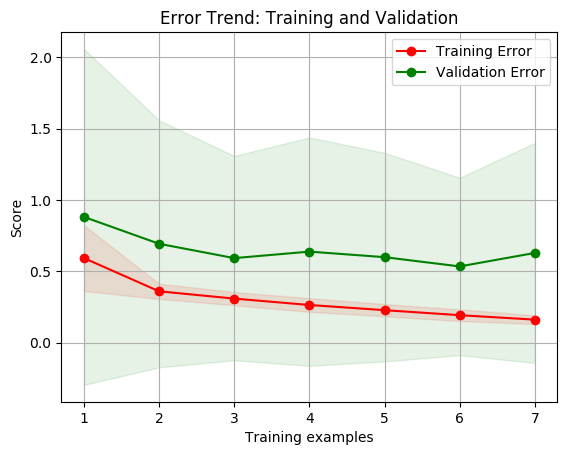 Error Trend: Training and Validation
Training Error
Validation Error
Score
2.0
1.5
1.0
0.5
0.0
1 2 3 4 5 6 7
Training examples